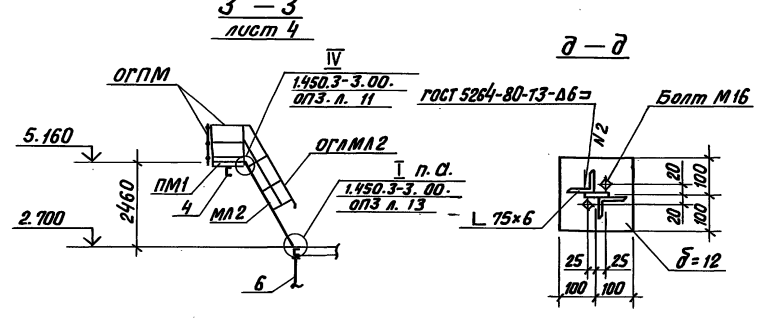 3 – 3
лист 4
д – д
IV
1.450.3-3.00.
ОПЗ. л. 11
ОГПМ
ГОСТ 5264-80-Т3-Δ6
N2
Болт М16
5.160
ОГЛМЛ2
ПМ1
4
МЛ2
I п. а.
1.450.3-3.00.
ОПЗ л. 13
2460
2.700
6
L 75×6
20
20
100
100
25
25
100
100
δ=12